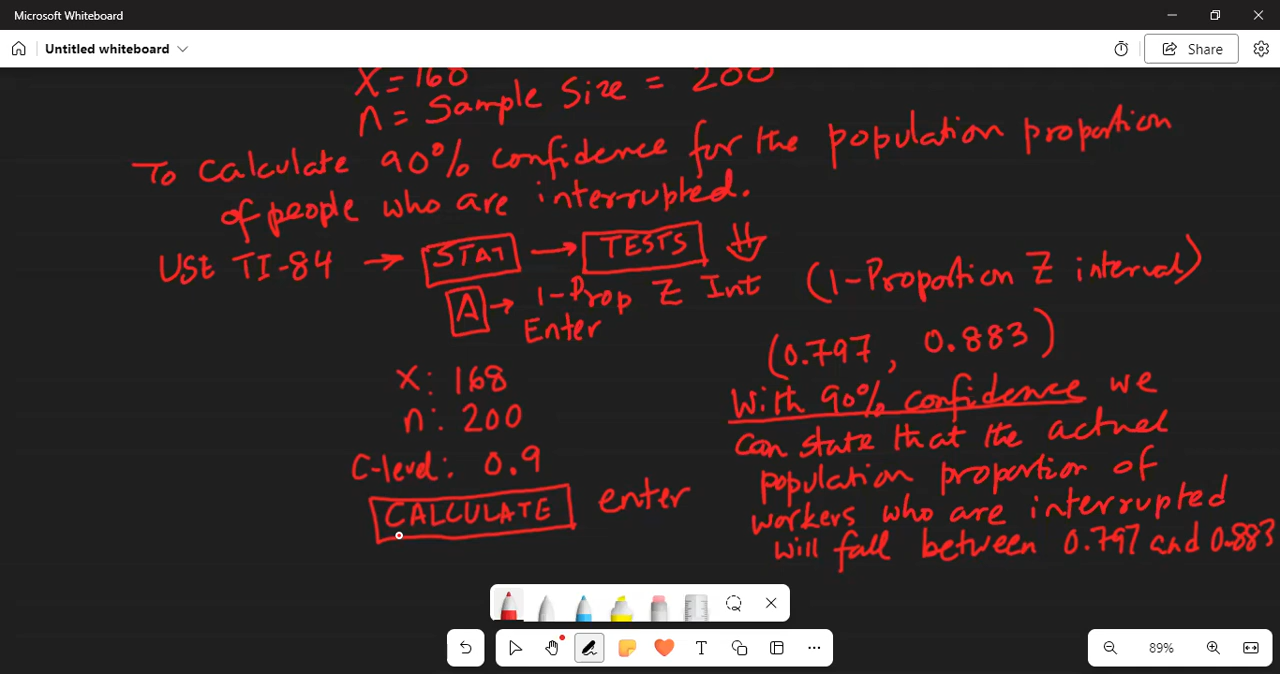 Microsoft Whiteboard
Untitled whiteboard
Share
X = 168
n = Sample Size = 200
To calculate 90% confidence for the population proportion
of people who are interrupted.
USE TI-84 → STAT → TESTS
(1-Proportion Z interval)
A → 1-Prop Z Int
Enter
X: 168
n: 200
C-level: 0.9
CALCULATE enter
(0.797, 0.883)
With 90% confidence we
can state that the actual
population proportion of
workers who are interrupted
will fall between 0.797 and 0.883
89%